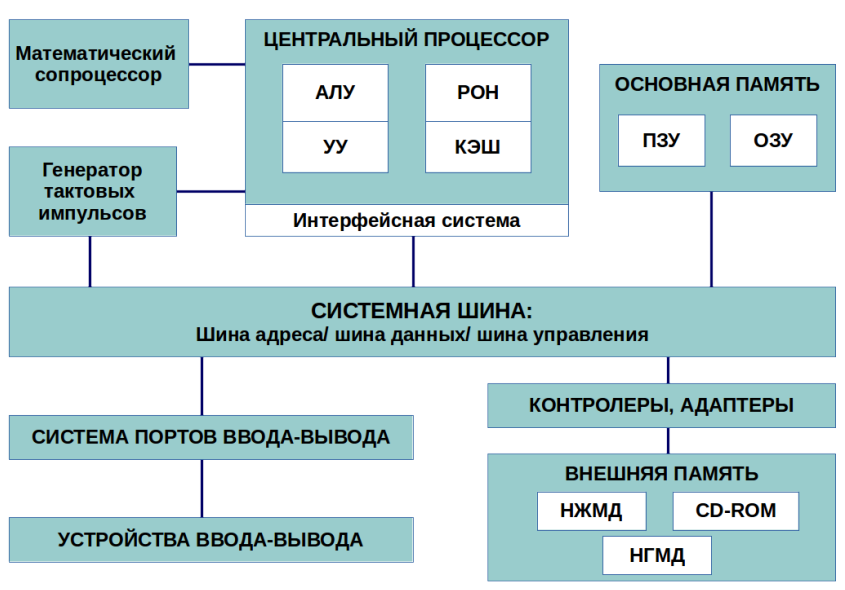 Математический
сопроцессор
ЦЕНТРАЛЬНЫЙ ПРОЦЕССОР
АЛУ
РОН
УУ
КЭШ
Интерфейсная система
ОСНОВНАЯ ПАМЯТЬ
ПЗУ
ОЗУ
Генератор
тактовых
импульсов
СИСТЕМНАЯ ШИНА:
Шина адреса/ шина данных/ шина управления
СИСТЕМА ПОРТОВ ВВОДА-ВЫВОДА
УСТРОЙСТВА ВВОДА-ВЫВОДА
КОНТРОЛЕРЫ, АДАПТЕРЫ
ВНЕШНЯЯ ПАМЯТЬ
НЖМД
CD-ROM
НГМД